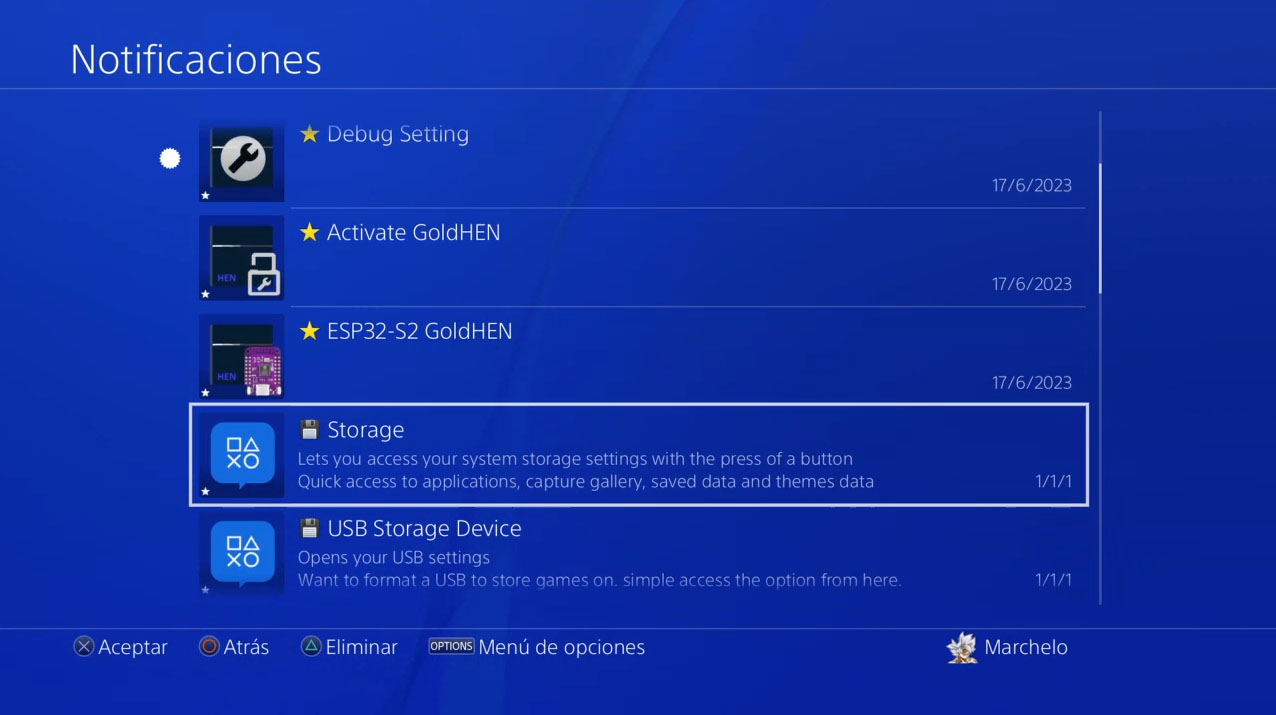 Notificaciones
Debug Setting
17/6/2023
Activate GoldHEN
HEN
17/6/2023
ESP32-S2 GoldHEN
HEN
17/6/2023
Storage
Lets you access your system storage settings with the press of a button
Quick access to applications, capture gallery, saved data and themes data
1/1/1
USB Storage Device
Opens your USB settings
Want to format a USB to store games on. simple access the option from here.
1/1/1
Aceptar Atrás Eliminar OPTIONS Menú de opciones Marchelo